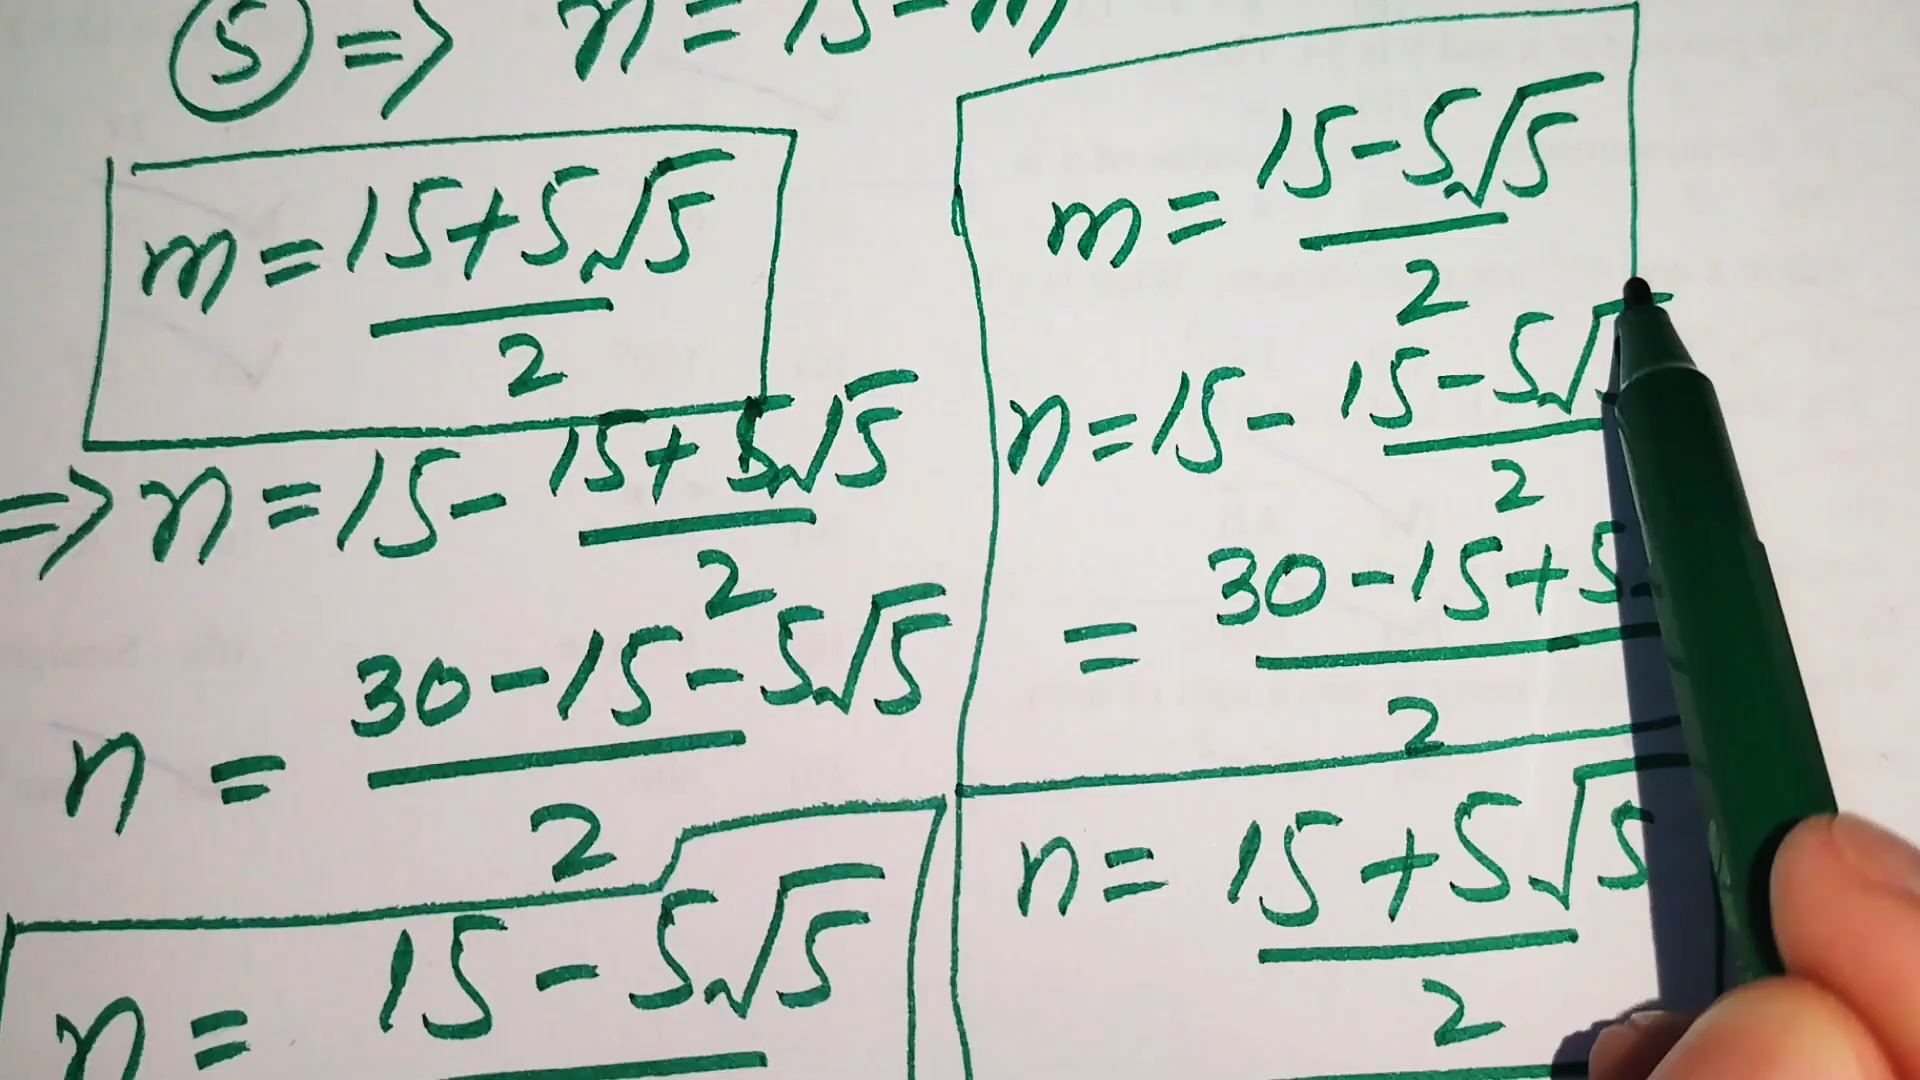 ⑤ => n = 15 - m
m = 15+5√5
2
=> n = 15 - 15+5√5
2
n = 30-15-5√5
2
n = 15-5√5
m = 15-5√5
2
n = 15 - 15-5√
2
= 30-15+5
2
n = 15+5√5
2